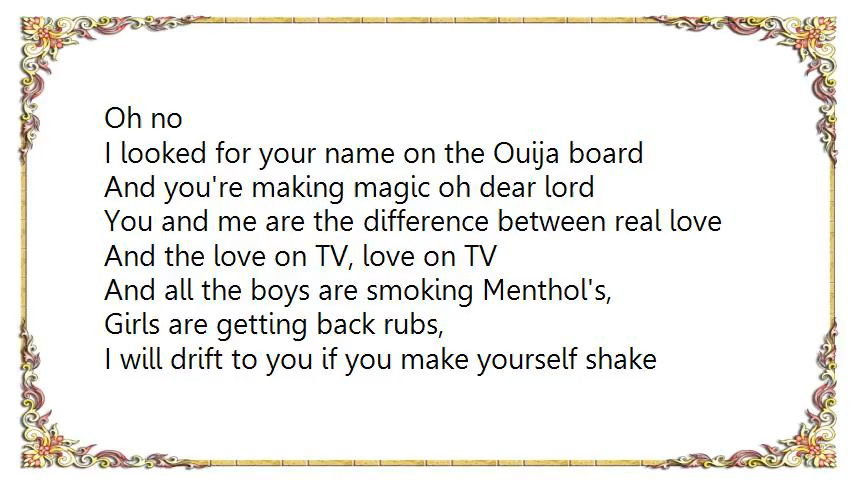 Oh no
I looked for your name on the Ouija board
And you're making magic oh dear lord
You and me are the difference between real love
And the love on TV, love on TV
And all the boys are smoking Menthol's,
Girls are getting back rubs,
I will drift to you if you make yourself shake